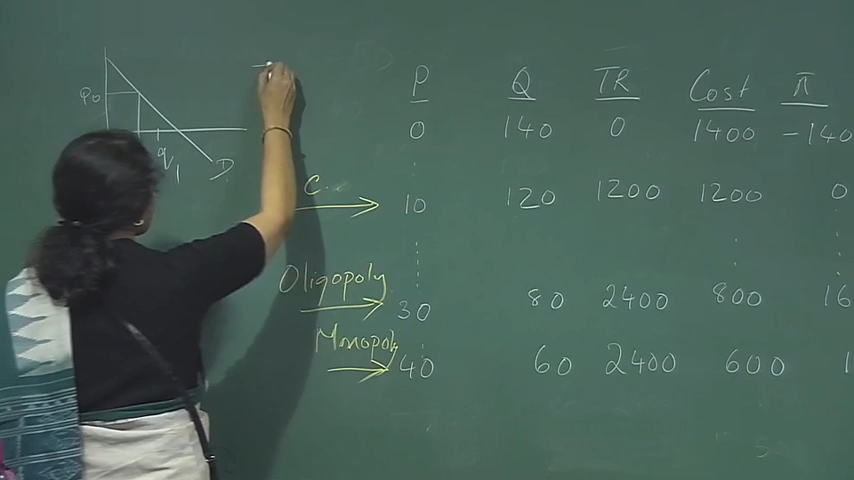 P Q TR Cost π
0 140 0 1400 -140
P0
q1 D
C..
10 120 1200 1200 0
Oligopoly
30 80 2400 800 16
Monopoly
40 60 2400 600 1